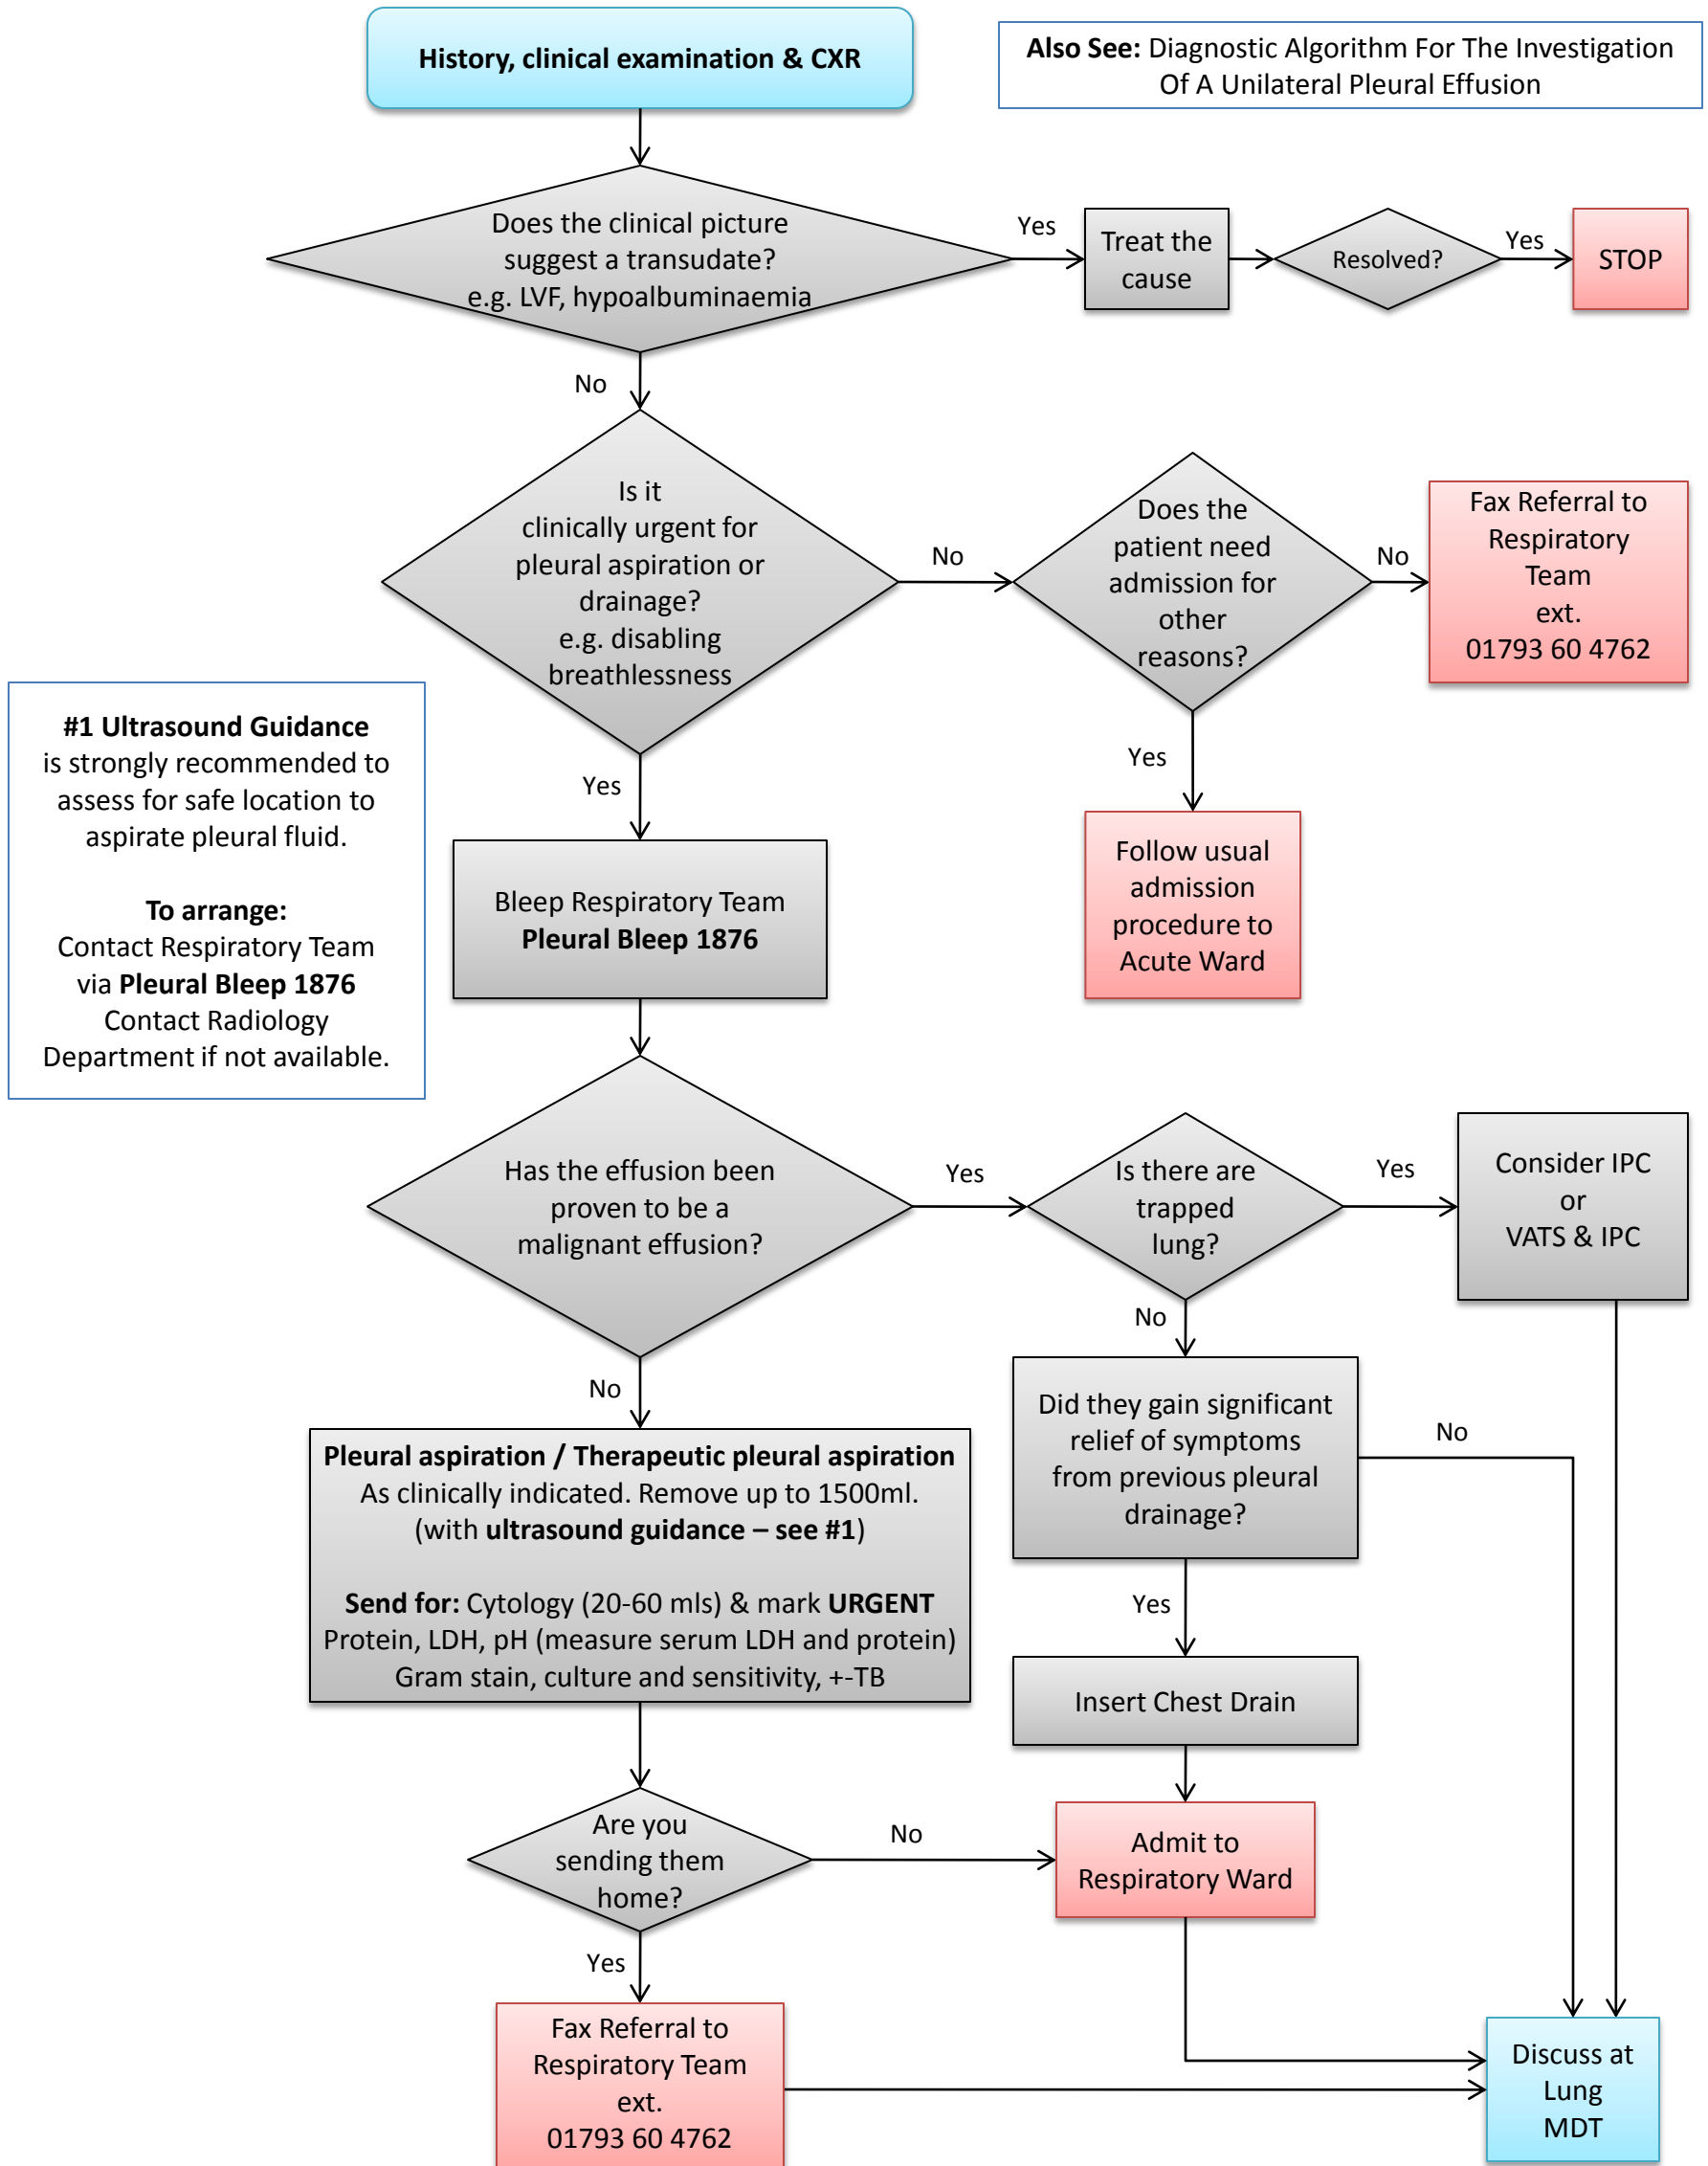 History, clinical examination & CXR
Also See: Diagnostic Algorithm For The Investigation
Of A Unilateral Pleural Effusion
Does the clinical picture
suggest a transudate?
e.g. LVF, hypoalbuminaemia
Yes
Treat the
cause
Resolved?
Yes
STOP
No
Is it
clinically urgent for
pleural aspiration or
drainage?
e.g. disabling
breathlessness
No
Does the
patient need
admission for
other
reasons?
No
Fax Referral to
Respiratory
Team
ext.
01793 60 4762
Yes
Follow usual
admission
procedure to
Acute Ward
#1 Ultrasound Guidance
is strongly recommended to
assess for safe location to
aspirate pleural fluid.
To arrange:
Contact Respiratory Team
via Pleural Bleep 1876
Contact Radiology
Department if not available.
Yes
Bleep Respiratory Team
Pleural Bleep 1876
Has the effusion been
proven to be a
malignant effusion?
Yes
Is there are
trapped
lung?
Yes
Consider IPC
or
VATS & IPC
No
Did they gain significant
relief of symptoms
from previous pleural
drainage?
No
Yes
Insert Chest Drain
No
Pleural aspiration / Therapeutic pleural aspiration
As clinically indicated. Remove up to 1500ml.
(with ultrasound guidance – see #1)
Send for: Cytology (20-60 mls) & mark URGENT
Protein, LDH, pH (measure serum LDH and protein)
Gram stain, culture and sensitivity, +-TB
Are you
sending them
home?
No
Admit to
Respiratory Ward
Yes
Fax Referral to
Respiratory Team
ext.
01793 60 4762
Discuss at
Lung
MDT